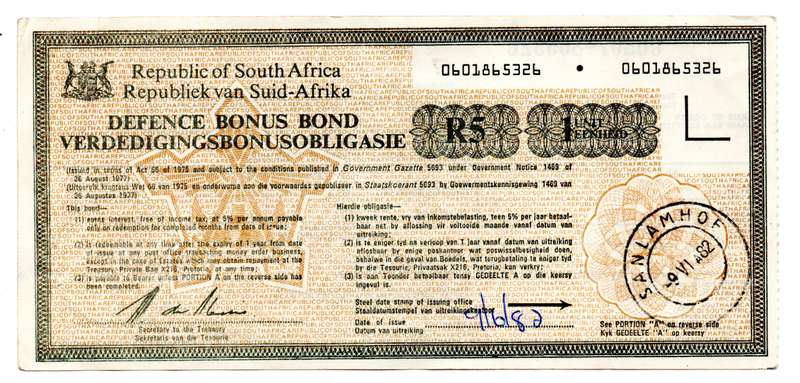 Republic of South Africa
Republiek van Suid-Afrika
0601865326 • 0601865326
DEFENCE BONUS BOND
VERDEDIGINGSBONUSOBLIGASIE
R5
1 UNIT
EENHEID
(Issued in terms of Act 66 of 1975 and subject to the conditions published in Government Gazette 5693 under Government Notice 1469 of
26 August 1977)
(Uitgereik kragtens Wet 66 van 1975 en onderworpe aan die voorwaardes gepubliseer in Staatskoerant 5693 by Goewermentskennisgewing 1469 van
26 Augustus 1977)
This bond—
(1) earns interest, free of income tax, at 5% per annum payable
only on redemption for completed months from date of issue;
(2) is redeemable at any time after the expiry of 1 year from date
of issue at any post office transacting money order business,
except in the case of estates which may obtain repayment at the
Treasury, Private Bag X216, Pretoria, at any time;
(3) is payable to Bearer unless PORTION A on the reverse side has
been completed.
Secretary to the Treasury
Sekretaris van die Tesourie
Hierdie obligasie—
(1) kweek rente, vry van inkomstebelasting, teen 5% per jaar betaal-
baar net by aflossing vir voltooide maande vanaf datum van
uitreiking;
(2) is te eniger tyd na verloop van 1 jaar vanaf datum van uitreiking
aflosbaar by enige poskantoor wat poswisselbesigheid doen,
behalwe in die geval van boedels, wat terugbetaling te eniger tyd
by die Tesourie, Privaatsak X216, Pretoria, kan verkry;
(3) is aan Toonder betaalbaar tensy GEDEELTE A op die keersy
ingevul is.
Steel date stamp of issuing office
Staaldatumstempel van uitreikingskantoor
Date of issue
Datum van uitreiking
9/6/82
SANLAMHOF
-9 VI 82
See PORTION "A" on reverse side
Kyk GEDEELTE "A" op keersy